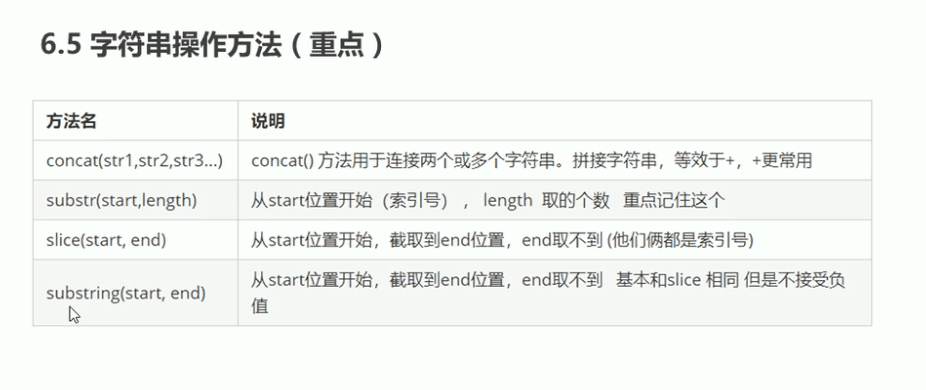 6.5 字符串操作方法（重点）
方法名 说明
concat(str1,str2,str3...) concat() 方法用于连接两个或多个字符串。拼接字符串，等效于+，+更常用
substr(start,length) 从start位置开始（索引号）， length 取的个数 重点记住这个
slice(start, end) 从start位置开始，截取到end位置，end取不到 (他们俩都是索引号)
substring(start, end) 从start位置开始，截取到end位置，end取不到 基本和slice 相同 但是不接受负
值